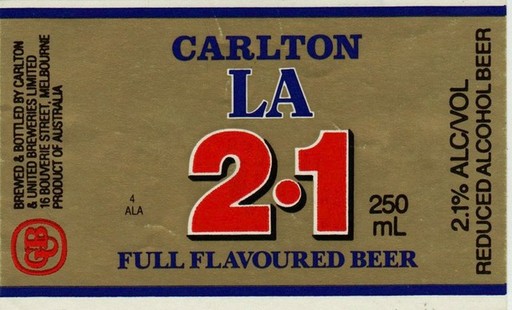 BREWED & BOTTLED BY CARLTON
& UNITED BREWERIES LIMITED
16 BOUVERIE STREET, MELBOURNE
PRODUCT OF AUSTRALIA
CUB
4
ALA
CARLTON
LA
2·1
250
mL
FULL FLAVOURED BEER
2.1% ALC/VOL
REDUCED ALCOHOL BEER